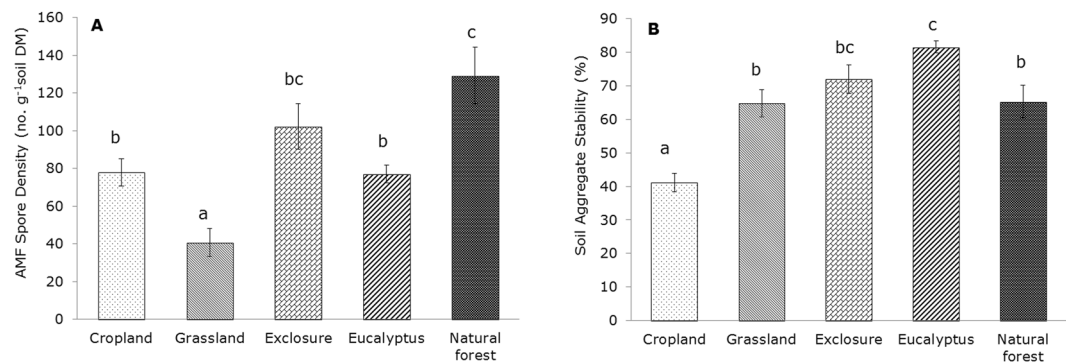 A
AMF Spore Density (no. g⁻¹soil DM)
160
140
120
100
80
60
40
20
0
b
a
bc
b
c
Cropland
Grassland
Exclosure
Eucalyptus
Natural
forest
B
Soil Aggregate Stability (%)
90
80
70
60
50
40
30
20
10
0
a
b
bc
c
b
Cropland
Grassland
Exclosure
Eucalyptus
Natural
forest